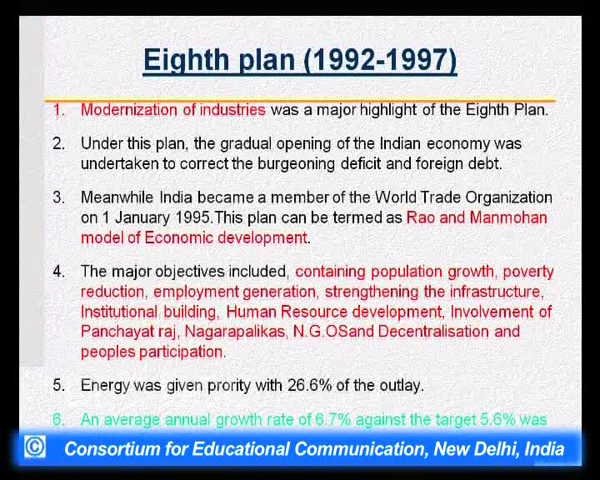 Eighth plan (1992-1997)
1. Modernization of industries was a major highlight of the Eighth Plan.
2. Under this plan, the gradual opening of the Indian economy was
undertaken to correct the burgeoning deficit and foreign debt.
3. Meanwhile India became a member of the World Trade Organization
on 1 January 1995.This plan can be termed as Rao and Manmohan
model of Economic development.
4. The major objectives included, containing population growth, poverty
reduction, employment generation, strengthening the infrastructure,
Institutional building, Human Resource development, Involvement of
Panchayat raj, Nagarapalikas, N.G.OSand Decentralisation and
peoples participation.
5. Energy was given prority with 26.6% of the outlay.
6. An average annual growth rate of 6.7% against the target 5.6% was
© Consortium for Educational Communication, New Delhi, India